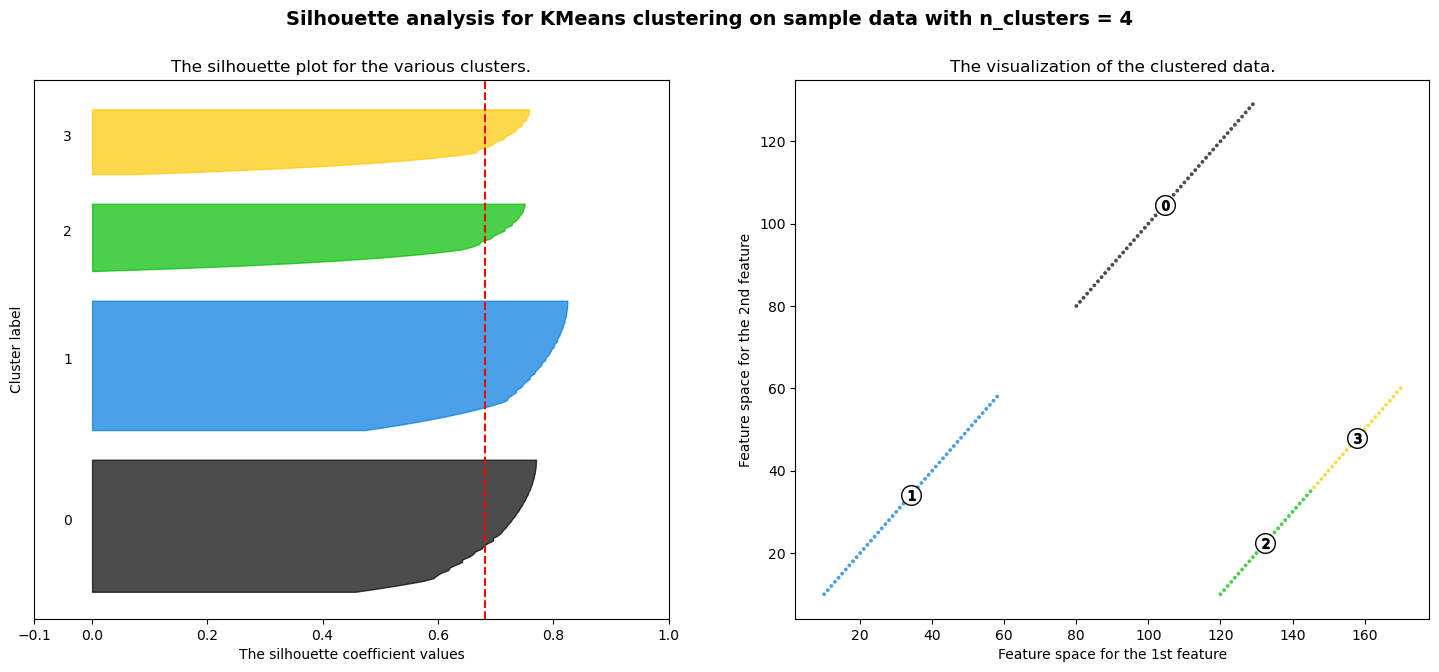 Silhouette analysis for KMeans clustering on sample data with n_clusters = 4
The silhouette plot for the various clusters.
3
2
1
0
Cluster label
-0.1 0.0 0.2 0.4 0.6 0.8 1.0
The silhouette coefficient values
The visualization of the clustered data.
120
100
80
60
40
20
Feature space for the 2nd feature
0
3
1
2
20 40 60 80 100 120 140 160
Feature space for the 1st feature